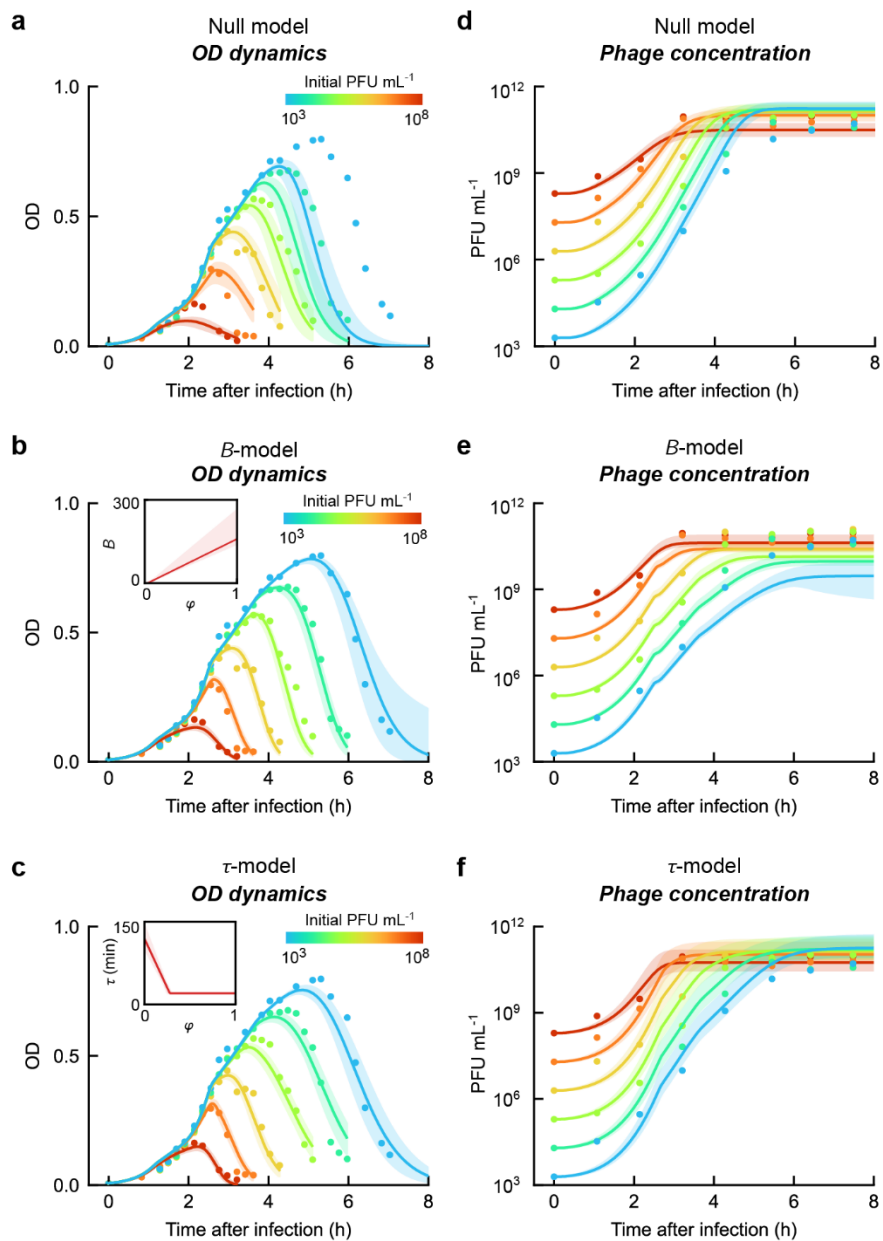 a
Null model
OD dynamics
Initial PFU mL⁻¹
10³ 10⁸
1.0
0.5
0.0
OD
0 2 4 6 8
Time after infection (h)
d
Null model
Phage concentration
10¹²
10⁹
10⁶
10³
PFU mL⁻¹
0 2 4 6 8
Time after infection (h)
b
B-model
OD dynamics
Initial PFU mL⁻¹
10³ 10⁸
300
0
B
0 1
φ
1.0
0.5
0.0
OD
0 2 4 6 8
Time after infection (h)
e
B-model
Phage concentration
10¹²
10⁹
10⁶
10³
PFU mL⁻¹
0 2 4 6 8
Time after infection (h)
c
τ-model
OD dynamics
Initial PFU mL⁻¹
10³ 10⁸
150
0
τ (min)
0 1
φ
1.0
0.5
0.0
OD
0 2 4 6 8
Time after infection (h)
f
τ-model
Phage concentration
10¹²
10⁹
10⁶
10³
PFU mL⁻¹
0 2 4 6 8
Time after infection (h)